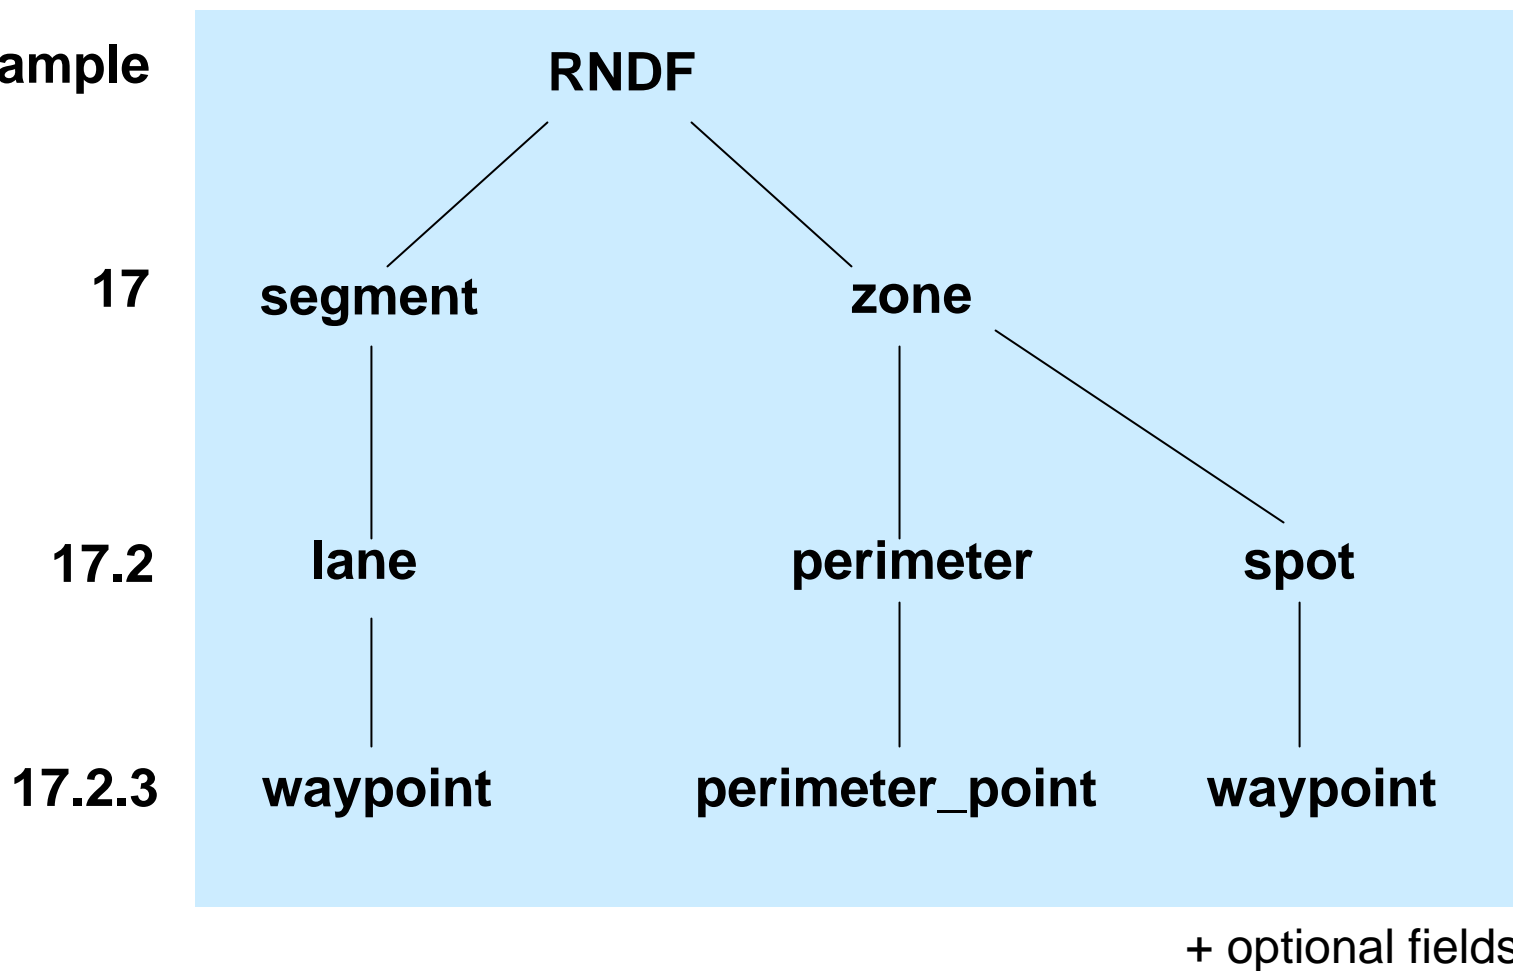 ample RNDF
17 segment zone
17.2 lane perimeter spot
17.2.3 waypoint perimeter_point waypoint
+ optional fields